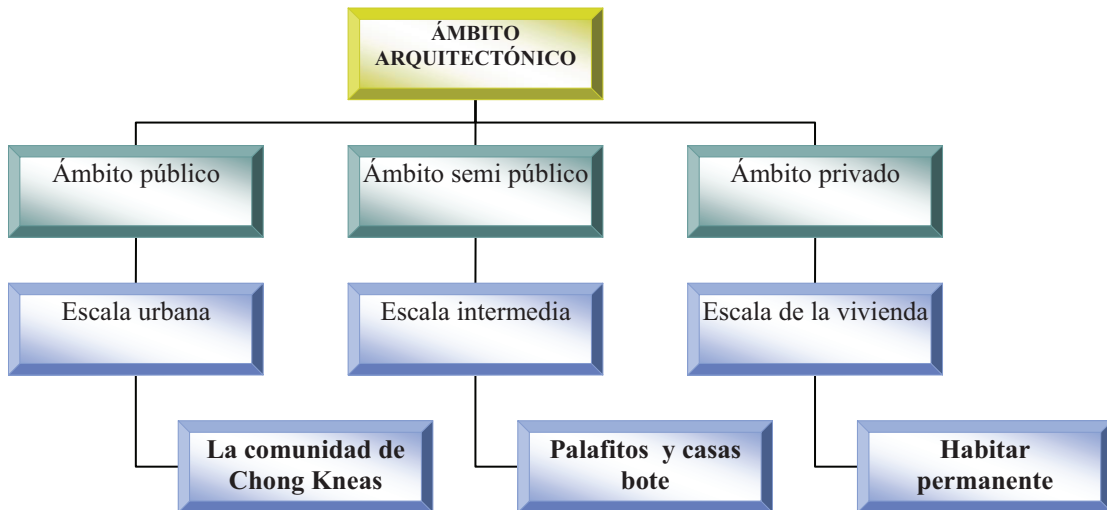 ÁMBITO
ARQUITECTÓNICO
Ámbito público
Ámbito semi público
Ámbito privado
Escala urbana
Escala intermedia
Escala de la vivienda
La comunidad de
Chong Kneas
Palafitos y casas
bote
Habitar
permanente